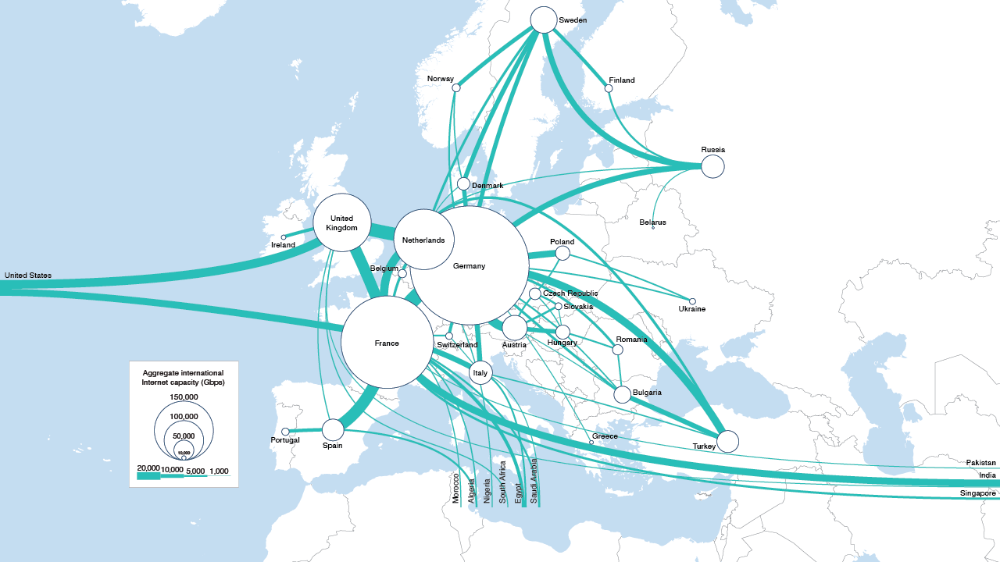 Sweden
Norway
Finland
Russia
Denmark
United
Kingdom
Netherlands
Belarus
Ireland
Poland
Belgium
Germany
United States
Czech Republic
Slovakia
Ukraine
France
Switzerland
Austria
Hungary
Romania
Italy
Aggregate international
Internet capacity (Gbps)
150,000
100,000
50,000
10,000
20,000 10,000 5,000 1,000
Bulgaria
Portugal
Spain
Greece
Turkey
Morocco
Algeria
Nigeria
South Africa
Egypt
Saudi Arabia
Pakistan
India
Singapore